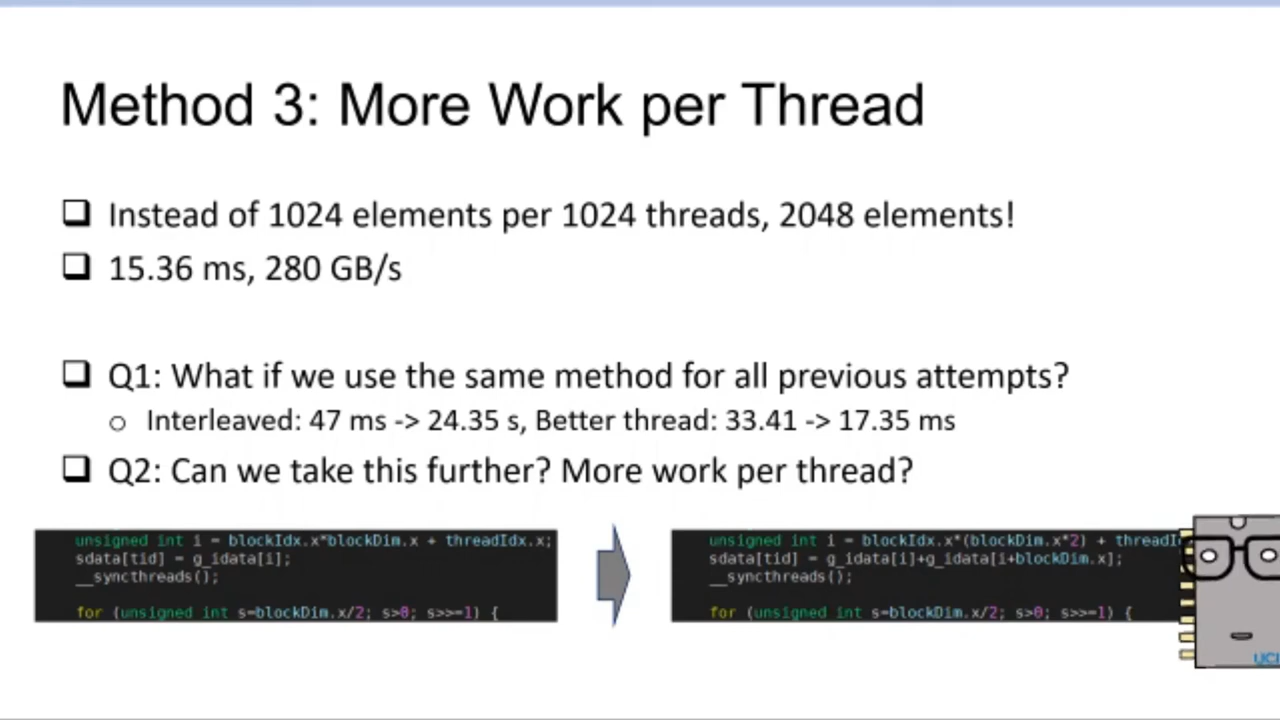 Method 3: More Work per Thread
Instead of 1024 elements per 1024 threads, 2048 elements!
15.36 ms, 280 GB/s
Q1: What if we use the same method for all previous attempts?
Interleaved: 47 ms -> 24.35 s, Better thread: 33.41 -> 17.35 ms
Q2: Can we take this further? More work per thread?
unsigned int i = blockIdx.x*blockDim.x + threadIdx.x;
sdata[tid] = g_idata[i];
__syncthreads();
for (unsigned int s=blockDim.x/2; s>0; s>>=1) {
unsigned int i = blockIdx.x*(blockDim.x*2) + threadI
sdata[tid] = g_idata[i]+g_idata[i+blockDim.x];
__syncthreads();
for (unsigned int s=blockDim.x/2; s>0; s>>=1) {
UCI